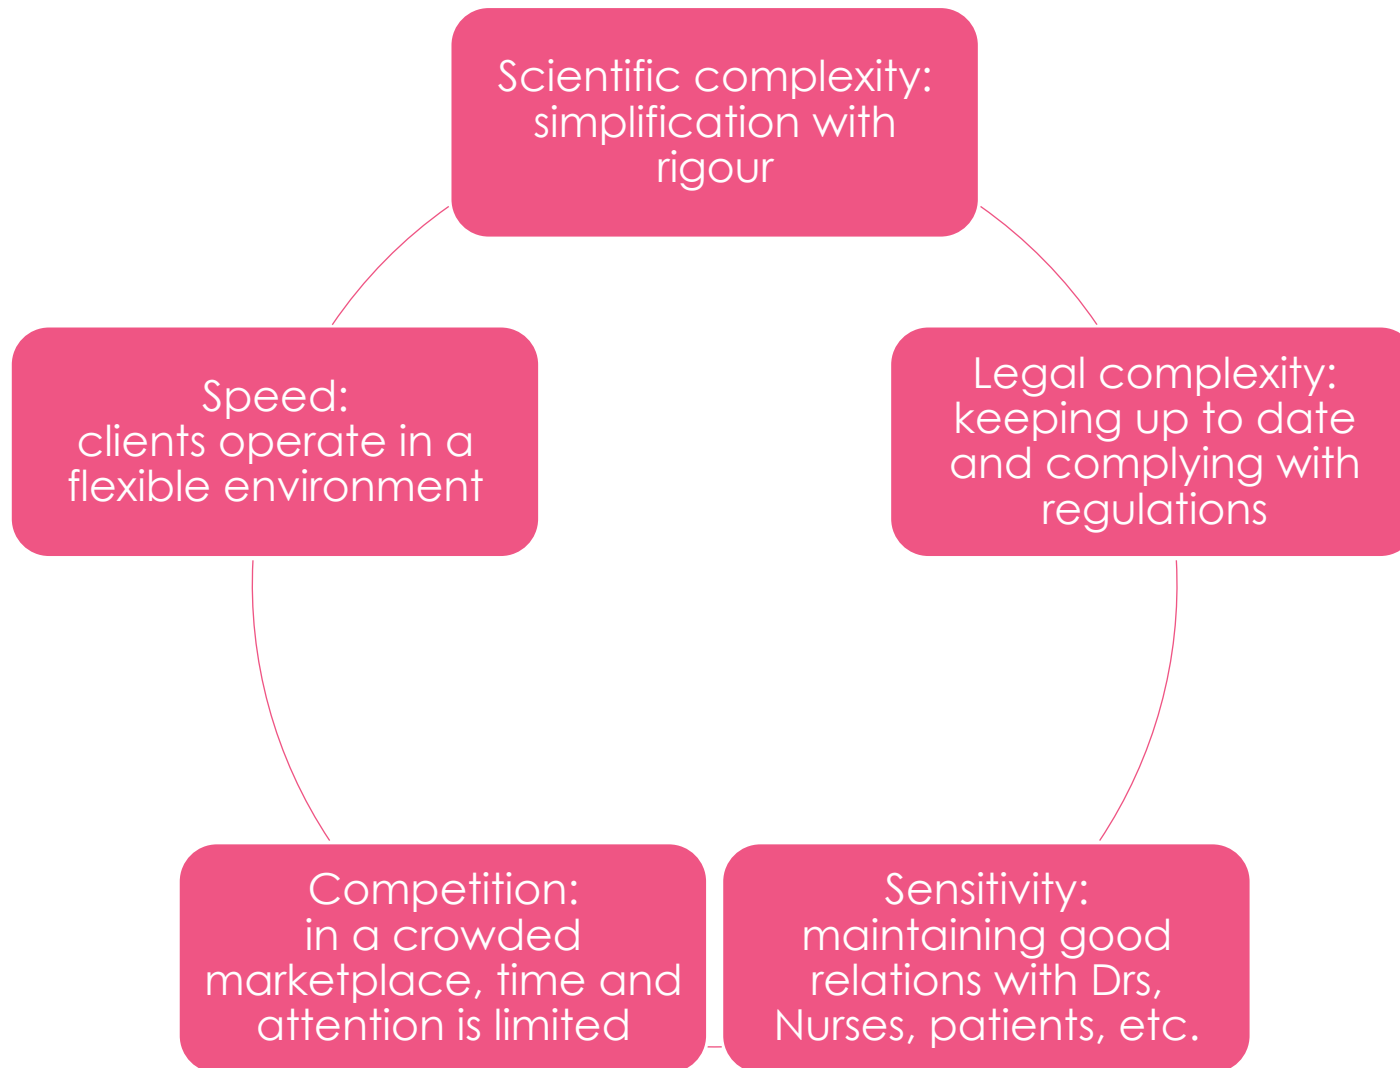 Scientific complexity:
simplification with
rigour
Legal complexity:
keeping up to date
and complying with
regulations
Sensitivity:
maintaining good
relations with Drs,
Nurses, patients, etc.
Competition:
in a crowded
marketplace, time and
attention is limited
Speed:
clients operate in a
flexible environment